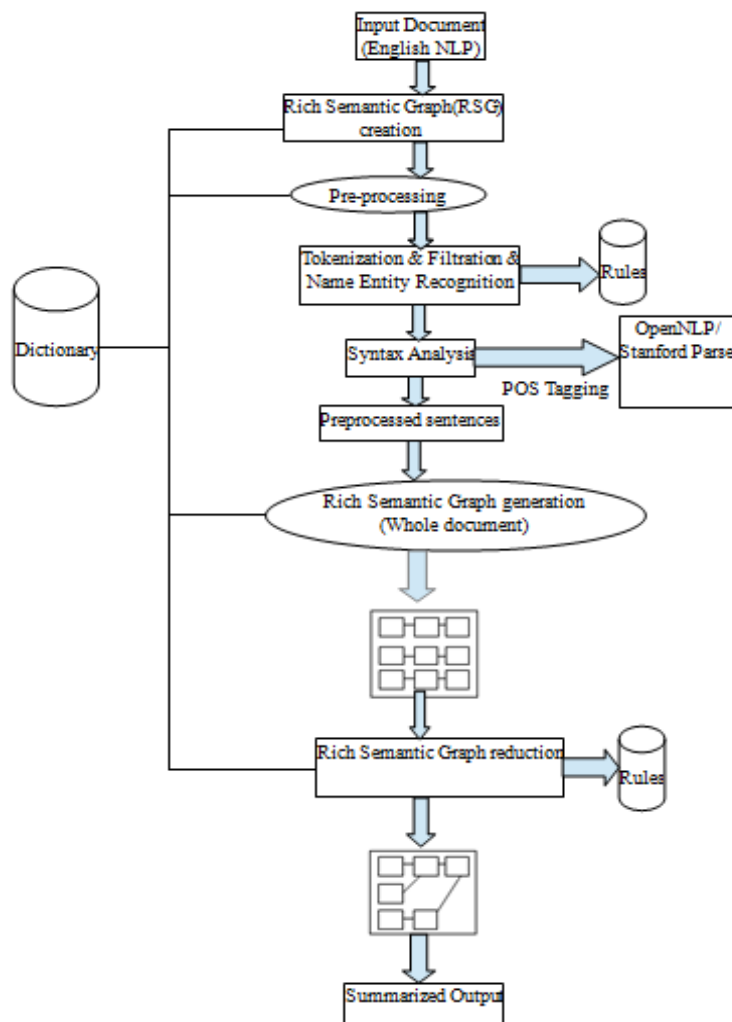 Input Document
(English NLP)
Rich Semantic Graph(RSG)
creation
Pre-processing
Tokenization & Filtration &
Name Entity Recognition
Rules
Dictionary
Syntax Analysis
OpenNLP/
Stanford Parse
POS Tagging
Preprocessed sentences
Rich Semantic Graph generation
(Whole document)
Rich Semantic Graph reduction
Rules
Summarized Output